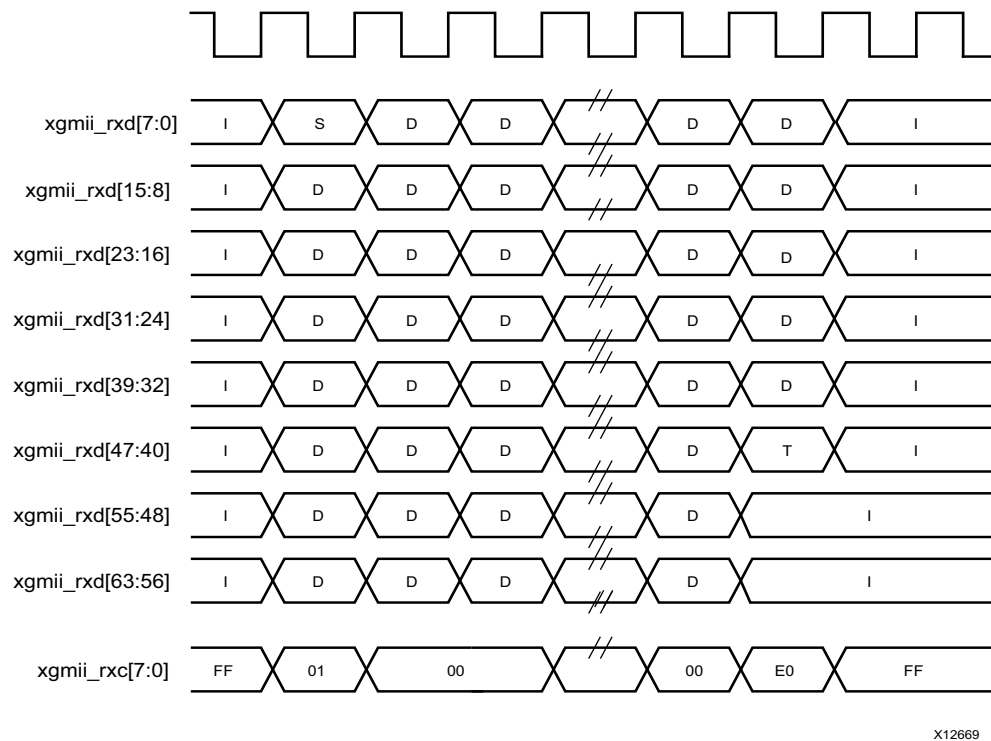 xgmii_rxd[7:0] I S D D D D I
xgmii_rxd[15:8] I D D D D D I
xgmii_rxd[23:16] I D D D D D I
xgmii_rxd[31:24] I D D D D D I
xgmii_rxd[39:32] I D D D D D I
xgmii_rxd[47:40] I D D D D T I
xgmii_rxd[55:48] I D D D D I
xgmii_rxd[63:56] I D D D D I
xgmii_rxc[7:0] FF 01 00 00 E0 FF
X12669